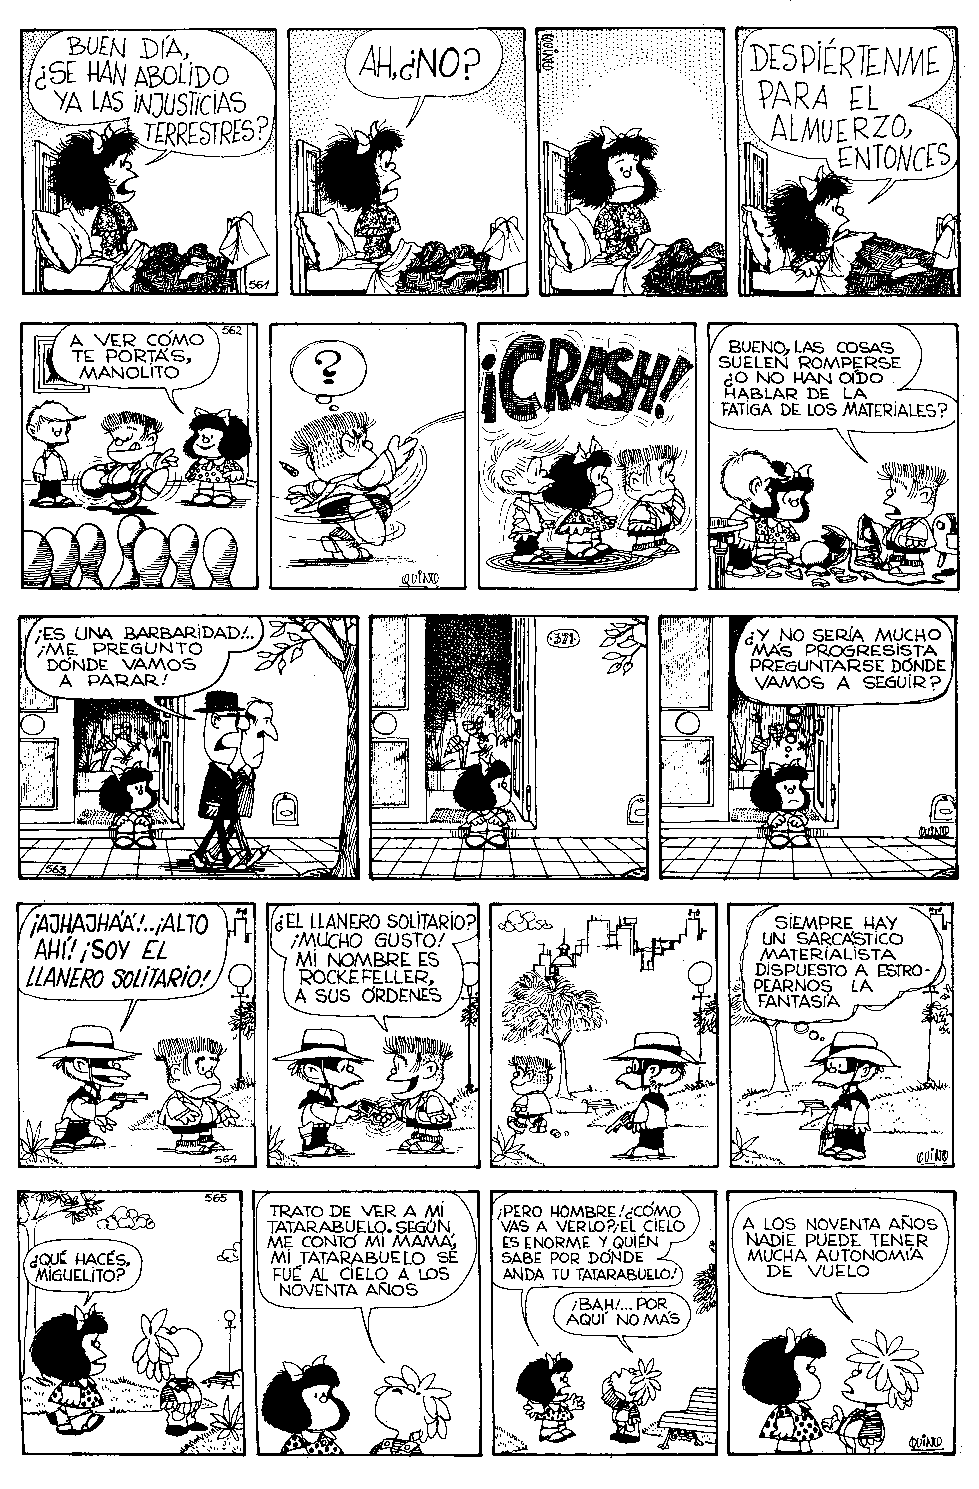 BUEN DÍA,
¿SE HAN ABOLIDO
YA LAS INJUSTICIAS
TERRESTRES?
561
AH,¿NO?
QUINO
DESPIÉRTENME
PARA EL
ALMUERZO,
ENTONCES
A VER CÓMO
TE PORTÁS,
MANOLITO
562
?
QUINO
¡CRASH!
BUENO, LAS COSAS
SUELEN ROMPERSE
¿O NO HAN OÍDO
HABLAR DE LA
FATIGA DE LOS MATERIALES?
¡ES UNA BARBARIDAD!..
¡ME PREGUNTO
DÓNDE VAMOS
A PARAR!
563
331
¿Y NO SERÍA MUCHO
MÁS PROGRESISTA
PREGUNTARSE DÓNDE
VAMOS A SEGUIR?
QUINO
¡AJHAJHÁÁ!..¡ALTO
AHÍ! ¡SOY EL
LLANERO SOLITARIO!
564
¿EL LLANERO SOLITARIO?
¡MUCHO GUSTO!
MI NOMBRE ES
ROCKEFELLER,
A SUS ÓRDENES
SIEMPRE HAY
UN SARCÁSTICO
MATERIALISTA
DISPUESTO A ESTRO-
PEARNOS LA
FANTASÍA
QUINO
565
¿QUÉ HACÉS,
MIGUELITO?
TRATO DE VER A MI
TATARABUELO. SEGÚN
ME CONTÓ MI MAMÁ,
MI TATARABUELO SE
FUÉ AL CIELO A LOS
NOVENTA AÑOS
¡PERO HOMBRE!¿CÓMO
VAS A VERLO?¡EL CIELO
ES ENORME Y QUIÉN
SABE POR DÓNDE
ANDA TU TATARABUELO!
¡BAH!... POR
AQUÍ NO MÁS
A LOS NOVENTA AÑOS
NADIE PUEDE TENER
MUCHA AUTONOMÍA
DE VUELO
QUINO